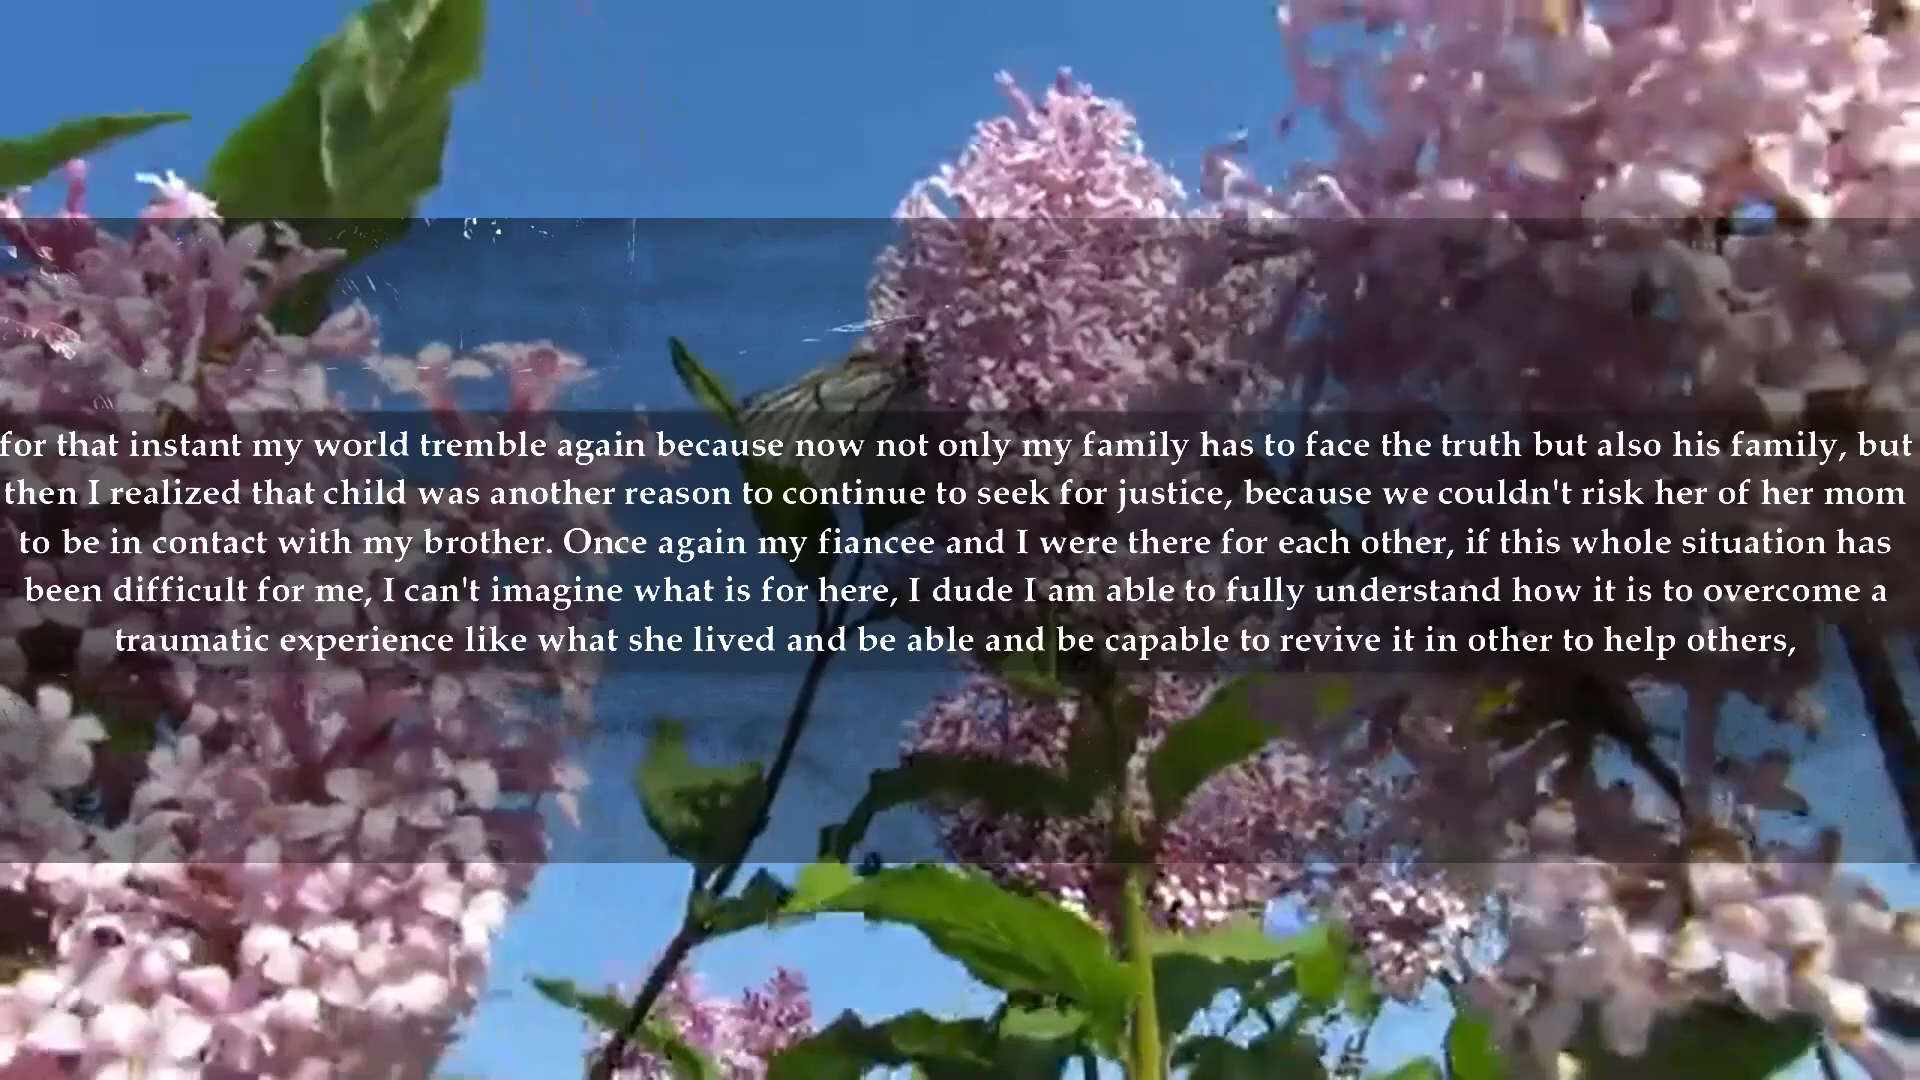 for that instant my world tremble again because now not only my family has to face the truth but also his family, but
then I realized that child was another reason to continue to seek for justice, because we couldn't risk her of her mom
to be in contact with my brother. Once again my fiancee and I were there for each other, if this whole situation has
been difficult for me, I can't imagine what is for here, I dude I am able to fully understand how it is to overcome a
traumatic experience like what she lived and be able and be capable to revive it in other to help others,